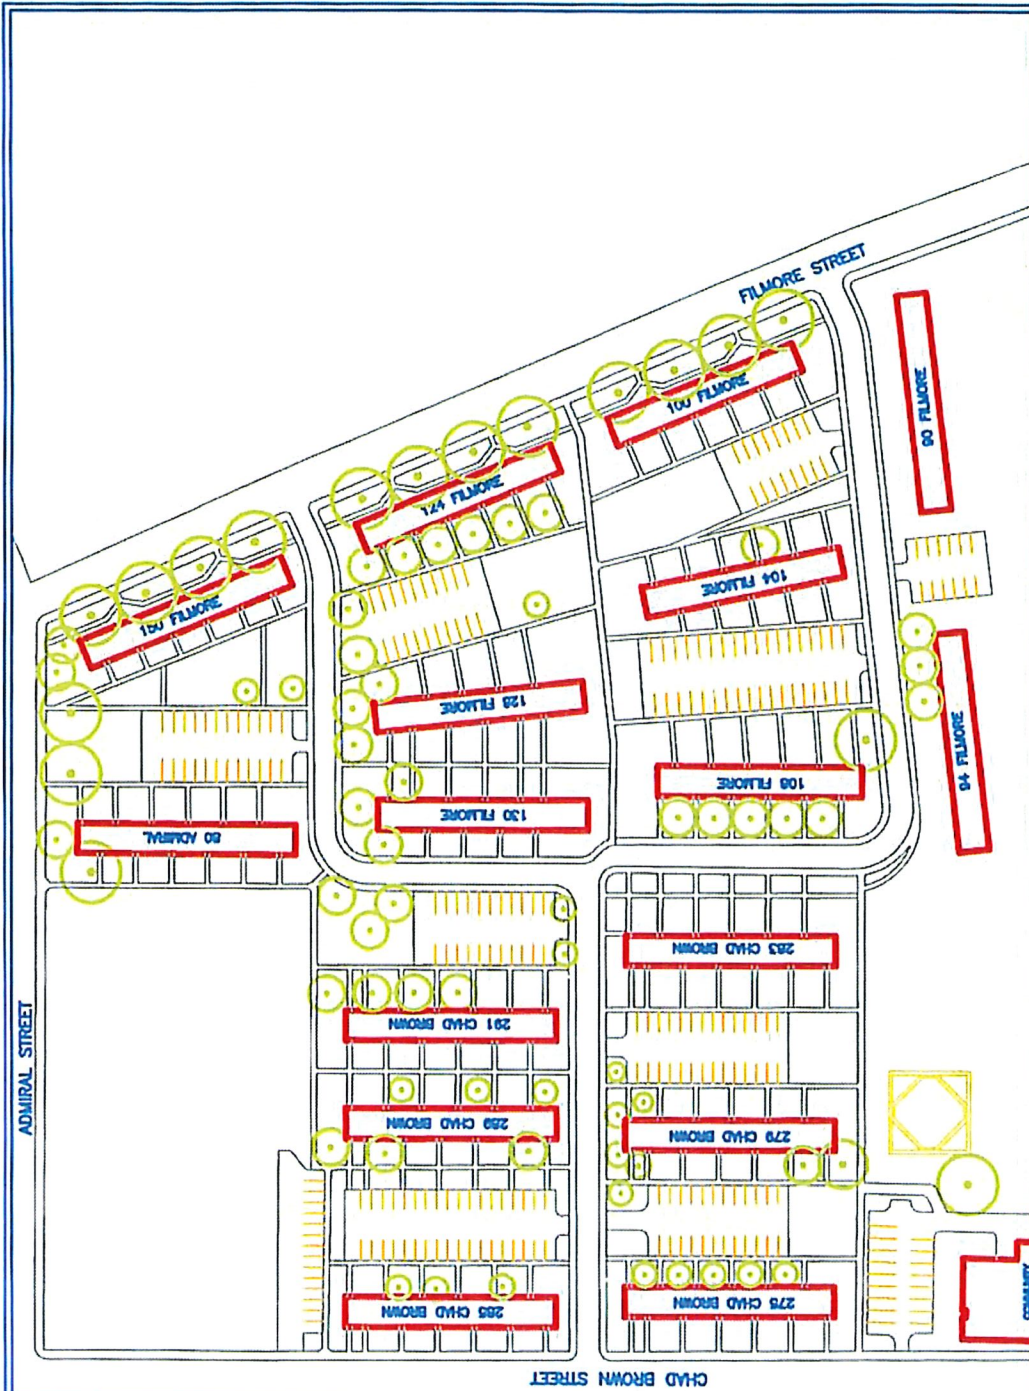 FILMORE STREET
90 FILMORE
100 FILMORE
124 FILMORE
150 FILMORE
104 FILMORE
128 FILMORE
94 FILMORE
108 FILMORE
130 FILMORE
80 ADMIRAL
283 CHAD BROWN
291 CHAD BROWN
ADMIRAL STREET
289 CHAD BROWN
279 CHAD BROWN
285 CHAD BROWN
275 CHAD BROWN
CHAD BROWN STREET